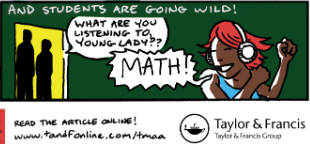 AND STUDENTS ARE GOING WILD!
WHAT ARE YOU
LISTENING TO,
YOUNG LADY??
MATH!
READ THE ARTICLE ONLINE!
www.tandfonline.com/tmaa
Taylor & Francis
Taylor & Francis Group